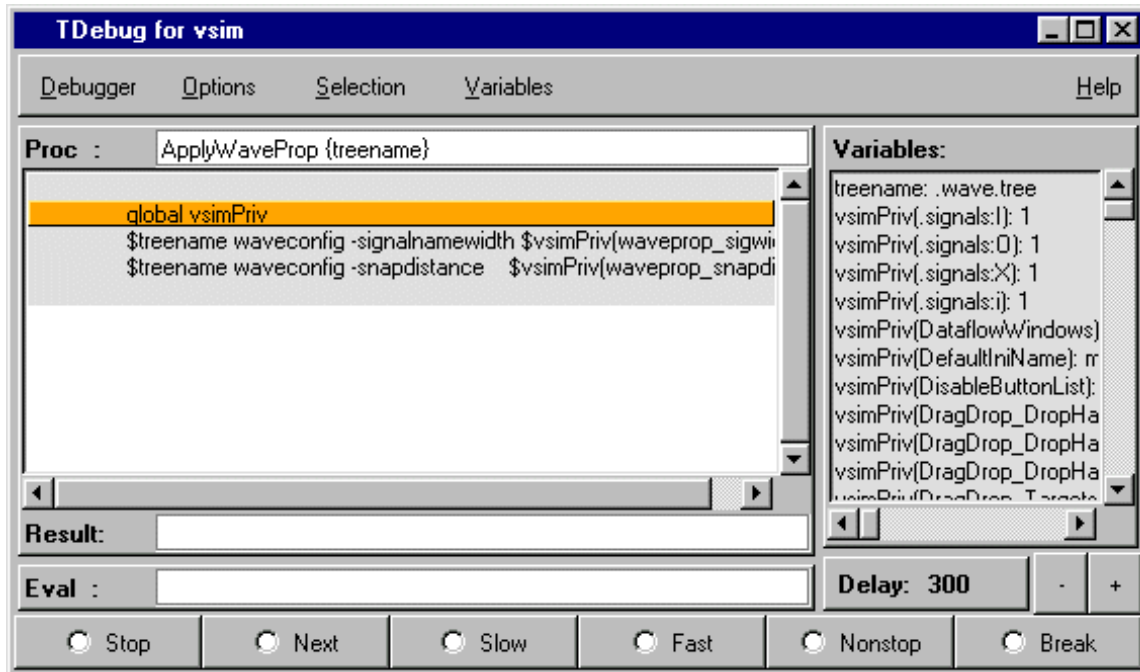 TDebug for vsim
Debugger Options Selection Variables Help
Proc : ApplyWaveProp {treename}
global vsimPriv
$treename waveconfig -signalnamewidth $vsimPriv(waveprop_sigwi
$treename waveconfig -snapdistance $vsimPriv(waveprop_snapdi
Result:
Eval :
Variables:
treename: .wave.tree
vsimPriv(.signals:I): 1
vsimPriv(.signals:O): 1
vsimPriv(.signals:X): 1
vsimPriv(.signals:i): 1
vsimPriv(DataflowWindows)
vsimPriv(DefaultIniName): m
vsimPriv(DisableButtonList):
vsimPriv(DragDrop_DropHa
vsimPriv(DragDrop_DropHa
vsimPriv(DragDrop_DropHa
vsimPriv(DragDrop_Targets
Delay: 300 - +
Stop Next Slow Fast Nonstop Break